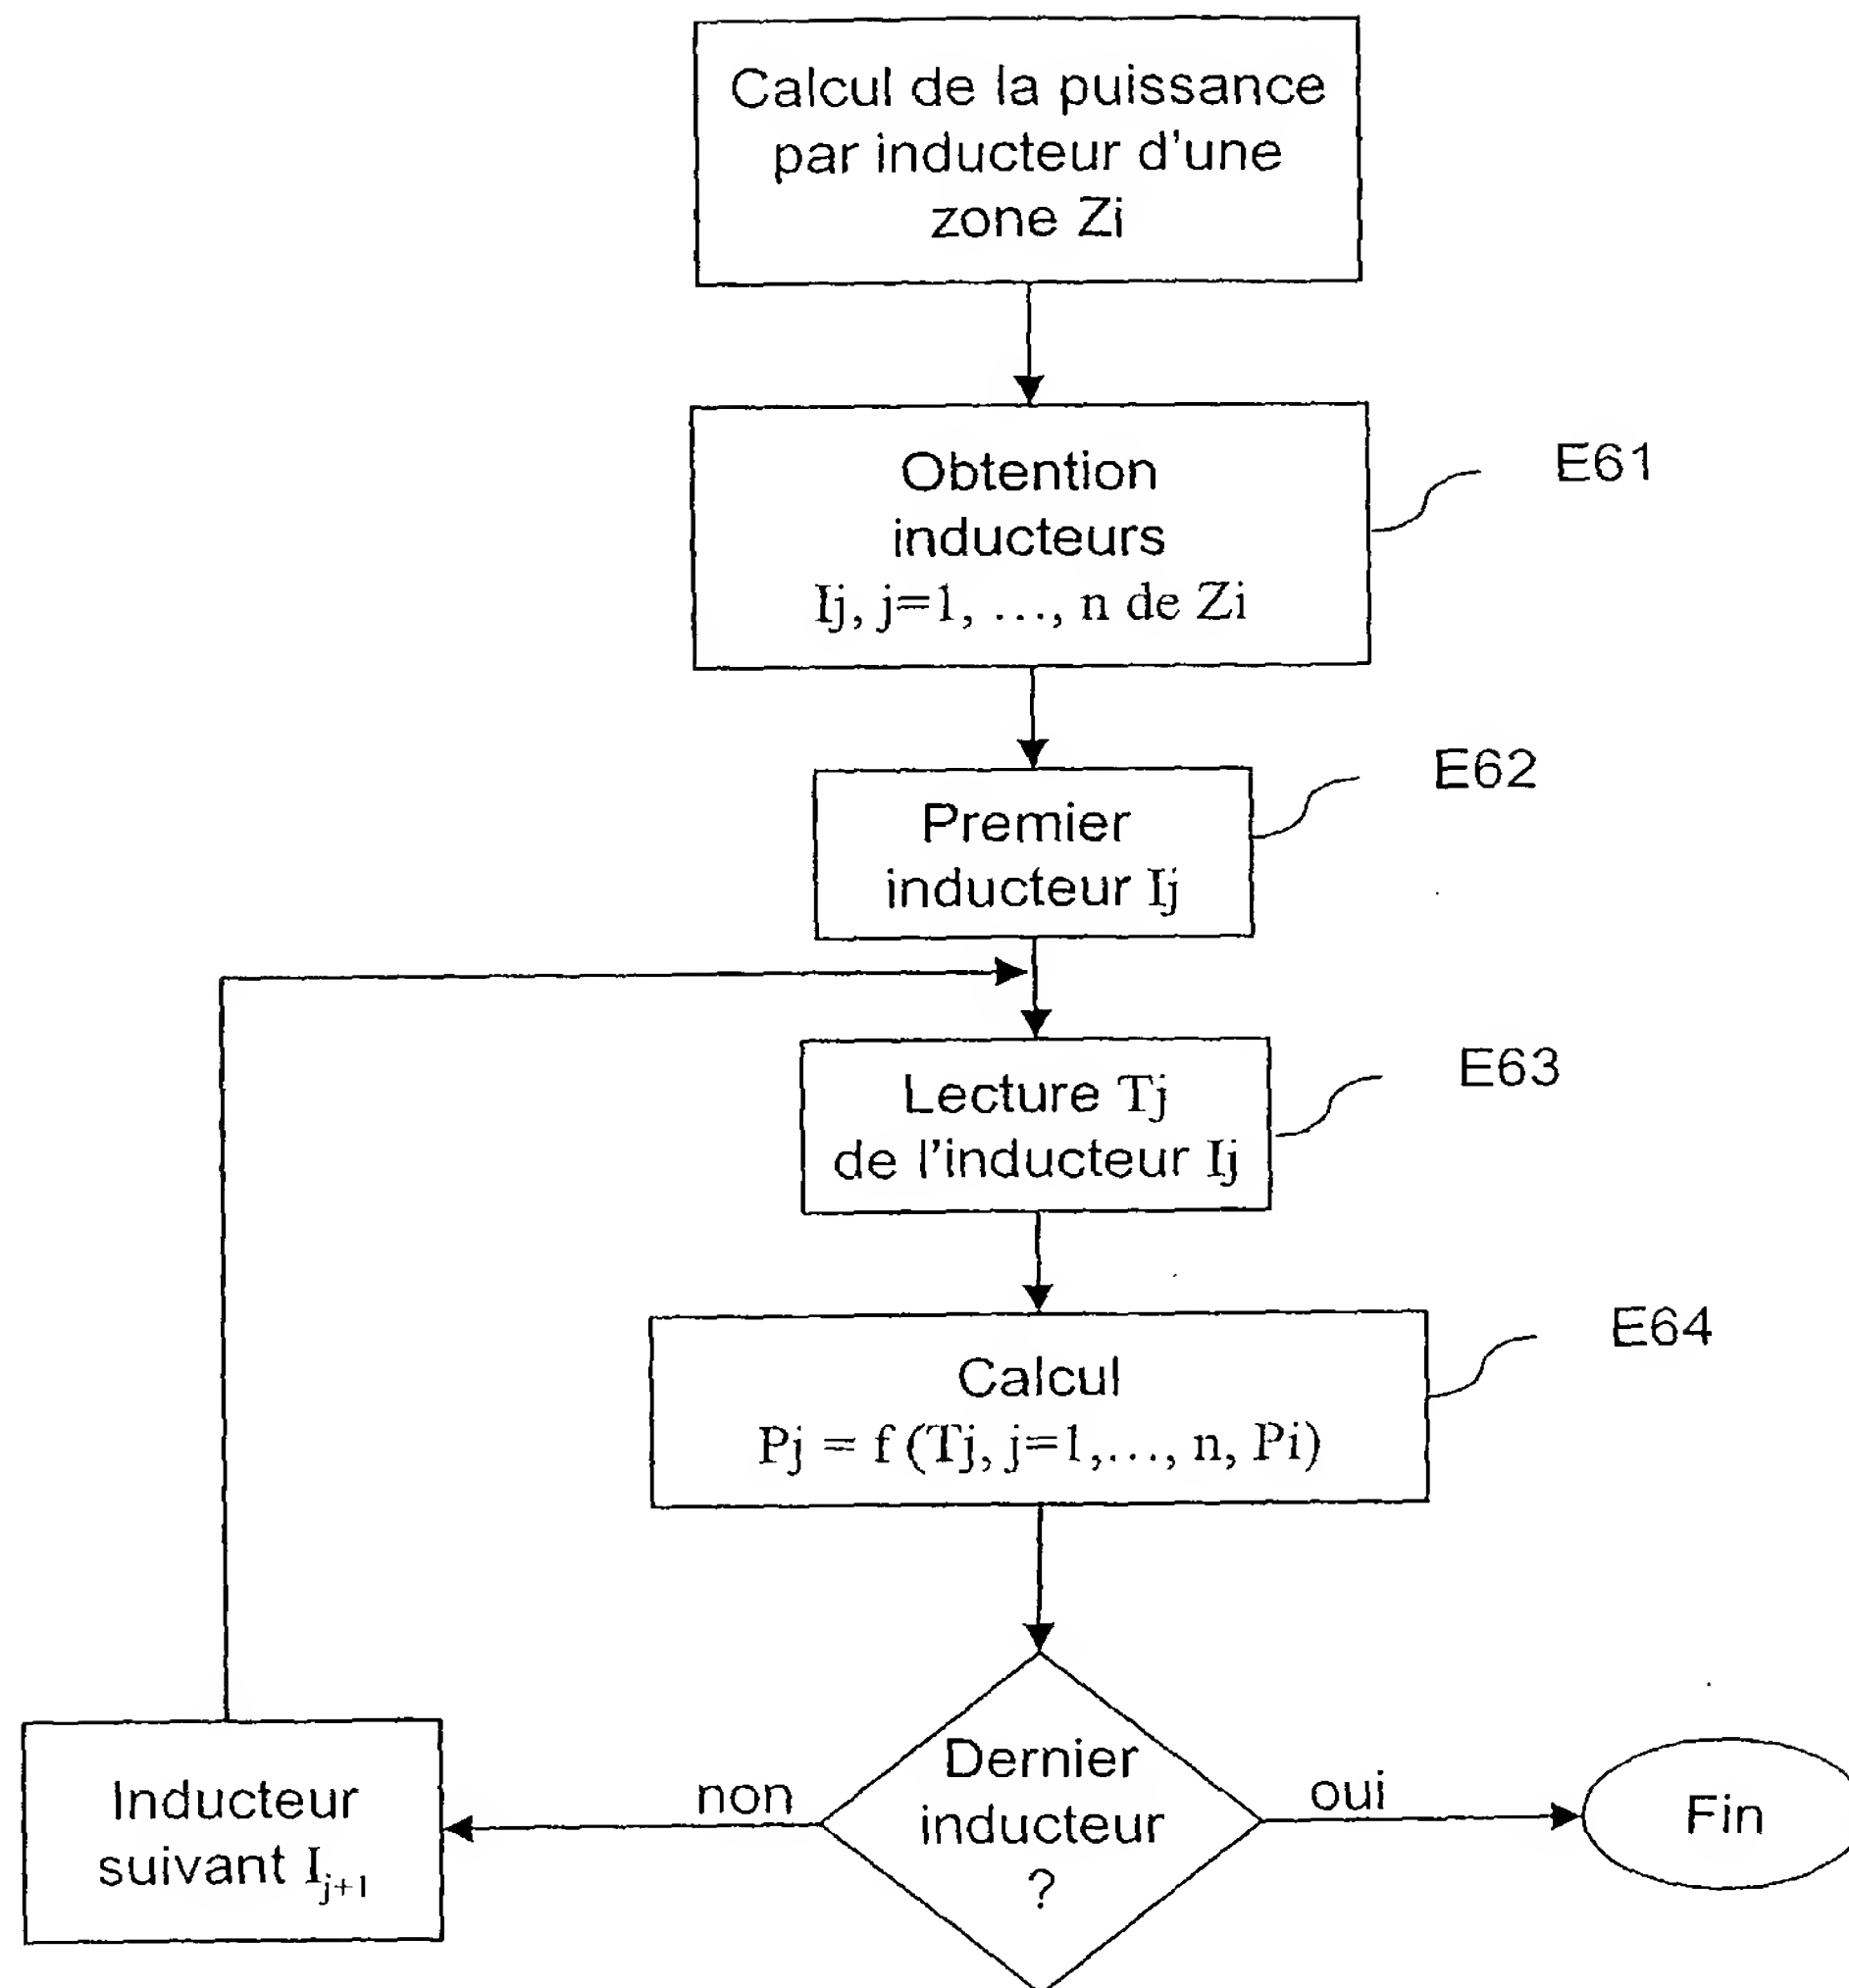 Calcul de la puissance
par inducteur d'une
zone Zi
Obtention
inducteurs
Ij, j=1, ..., n de Zi
E61
Premier
inducteur Ij
E62
Lecture Tj
de l'inducteur Ij
E63
Calcul
Pj = f (Tj, j=1,..., n, Pi)
E64
Dernier
inducteur
?
non
oui
Inducteur
suivant I_{j+1}
Fin